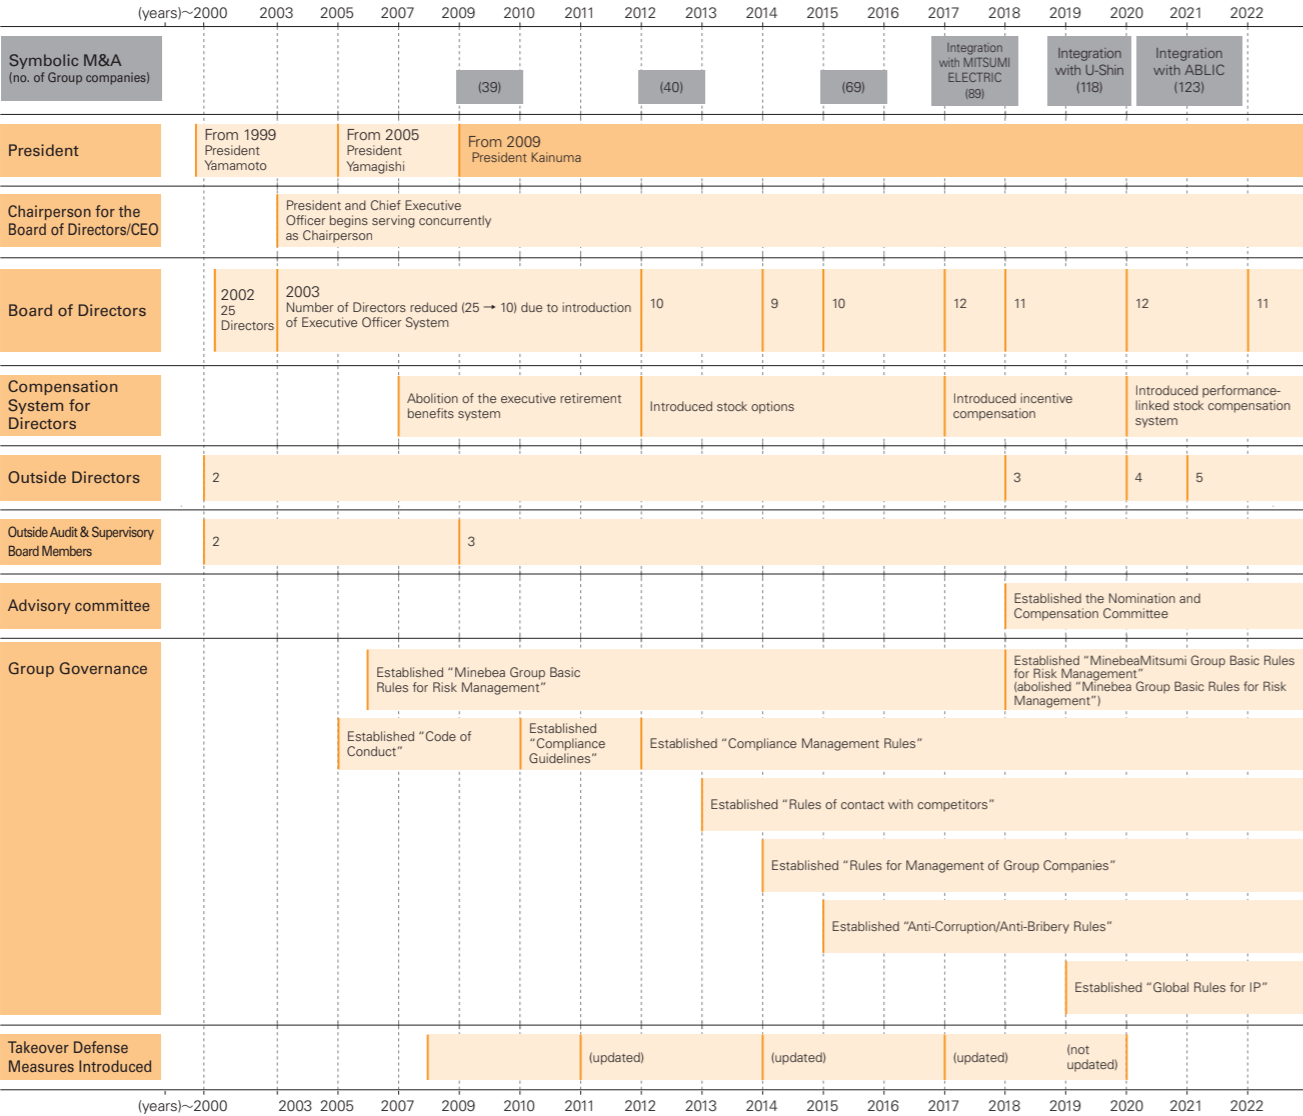 (years)~2000 2003 2005 2007 2009 2010 2011 2012 2013 2014 2015 2016 2017 2018 2019 2020 2021 2022
Symbolic M&A
(no. of Group companies)
(39)
(40)
(69)
Integration
with MITSUMI
ELECTRIC
(89)
Integration
with U-Shin
(118)
Integration
with ABLIC
(123)
President
From 1999
President
Yamamoto
From 2005
President
Yamagishi
From 2009
President Kainuma
Chairperson for the
Board of Directors/CEO
President and Chief Executive
Officer begins serving concurrently
as Chairperson
Board of Directors
2002
25
Directors
2003
Number of Directors reduced (25 → 10) due to introduction
of Executive Officer System
10
9
10
12
11
12
11
Compensation
System for
Directors
Abolition of the executive retirement
benefits system
Introduced stock options
Introduced incentive
compensation
Introduced performance-
linked stock compensation
system
Outside Directors
2
3
4
5
Outside Audit & Supervisory
Board Members
2
3
Advisory committee
Established the Nomination and
Compensation Committee
Group Governance
Established “Minebea Group Basic
Rules for Risk Management”
Established “MinebeaMitsumi Group Basic Rules
for Risk Management”
(abolished “Minebea Group Basic Rules for Risk
Management”)
Established “Code of
Conduct”
Established
“Compliance
Guidelines”
Established “Compliance Management Rules”
Established “Rules of contact with competitors”
Established “Rules for Management of Group Companies”
Established “Anti-Corruption/Anti-Bribery Rules”
Established “Global Rules for IP”
Takeover Defense
Measures Introduced
(updated)
(updated)
(updated)
(not
updated)
(years)~2000 2003 2005 2007 2009 2010 2011 2012 2013 2014 2015 2016 2017 2018 2019 2020 2021 2022